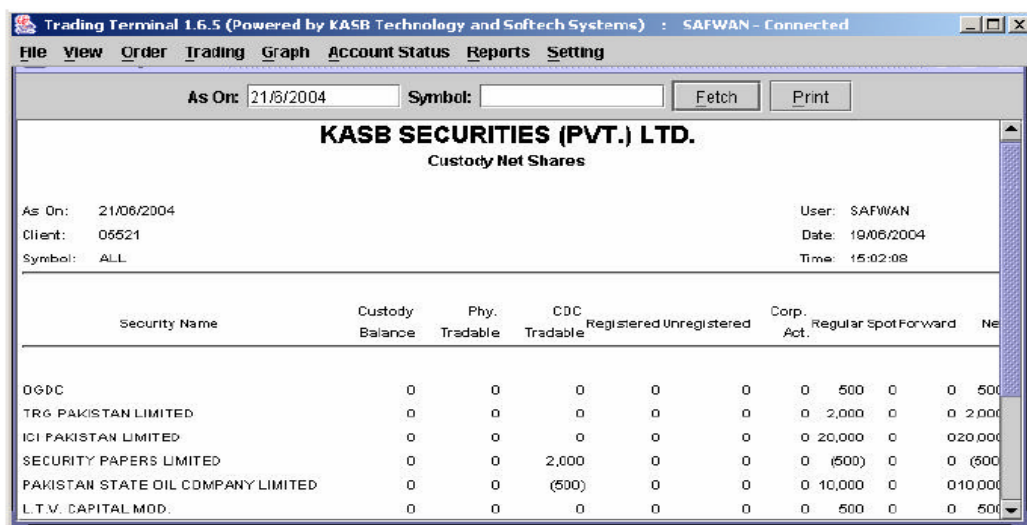 Trading Terminal 1.6.5 (Powered by KASB Technology and Softech Systems) : SAFWAN - Connected
File View Order Trading Graph Account Status Reports Setting
As On: 21/6/2004 Symbol: Fetch Print
KASB SECURITIES (PVT.) LTD.
Custody Net Shares
As On: 21/06/2004 User: SAFWAN
Client: 05521 Date: 19/06/2004
Symbol: ALL Time: 15:02:08
Security Name Custody Balance Phy. Tradable CDC Tradable Registered Unregistered Corp. Act. Regular Spot Forward Ne
OGDC 0 0 0 0 0 0 500 0 0 500
TRG PAKISTAN LIMITED 0 0 0 0 0 0 2,000 0 0 2,000
ICI PAKISTAN LIMITED 0 0 0 0 0 0 20,000 0 0 20,000
SECURITY PAPERS LIMITED 0 0 2,000 0 0 0 (500) 0 0 (500
PAKISTAN STATE OIL COMPANY LIMITED 0 0 (500) 0 0 0 10,000 0 0 10,000
L.T.V. CAPITAL MOD. 0 0 0 0 0 0 500 0 0 500